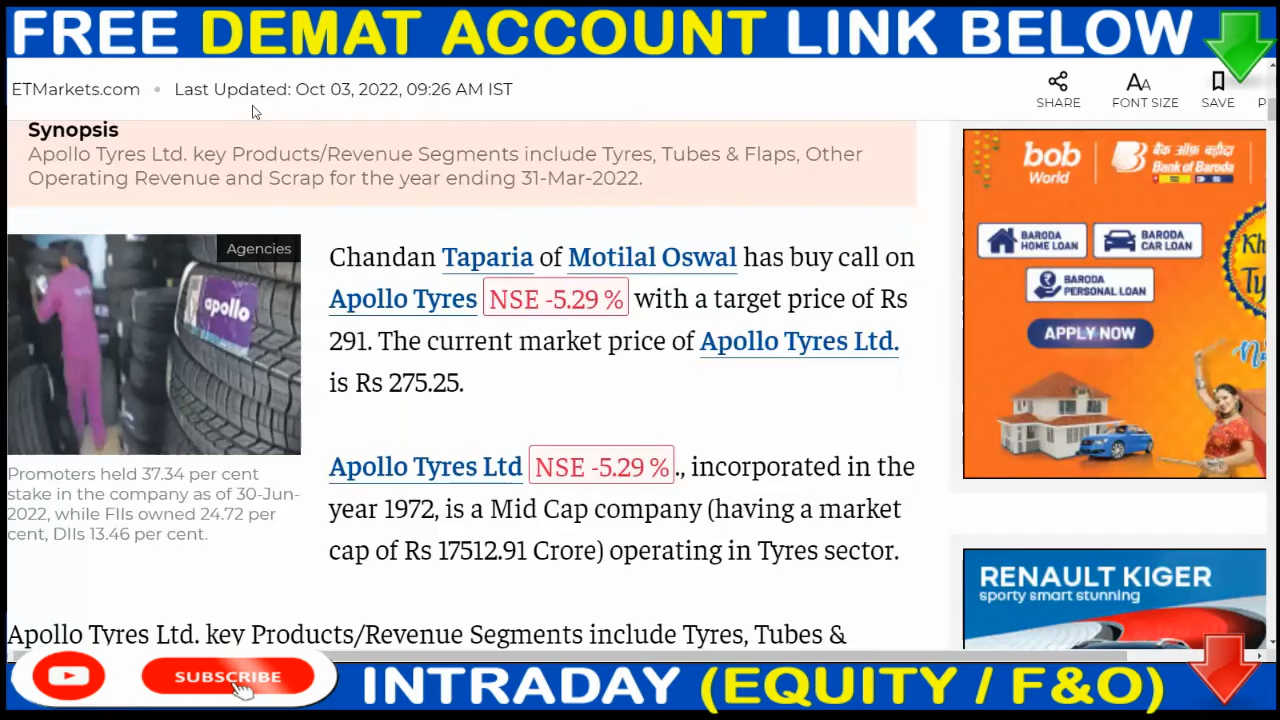 FREE DEMAT ACCOUNT LINK BELOW
ETMarkets.com • Last Updated: Oct 03, 2022, 09:26 AM IST
SHARE
AA
FONT SIZE
SAVE
P
Synopsis
Apollo Tyres Ltd. key Products/Revenue Segments include Tyres, Tubes & Flaps, Other
Operating Revenue and Scrap for the year ending 31-Mar-2022.
Agencies
apollo
Promoters held 37.34 per cent
stake in the company as of 30-Jun-
2022, while FIIs owned 24.72 per
cent, DIIs 13.46 per cent.
Chandan Taparia of Motilal Oswal has buy call on
Apollo Tyres NSE -5.29 % with a target price of Rs
291. The current market price of Apollo Tyres Ltd.
is Rs 275.25.
Apollo Tyres Ltd NSE -5.29 % ., incorporated in the
year 1972, is a Mid Cap company (having a market
cap of Rs 17512.91 Crore) operating in Tyres sector.
Apollo Tyres Ltd. key Products/Revenue Segments include Tyres, Tubes &
bob
World
बैंक ऑफ़ बड़ौदा
Bank of Baroda
BARODA
HOME LOAN
BARODA
CAR LOAN
BARODA
PERSONAL LOAN
APPLY NOW
Kh
Ty
RENAULT KIGER
sporty smart stunning
SUBSCRIBE
INTRADAY (EQUITY / F&O)